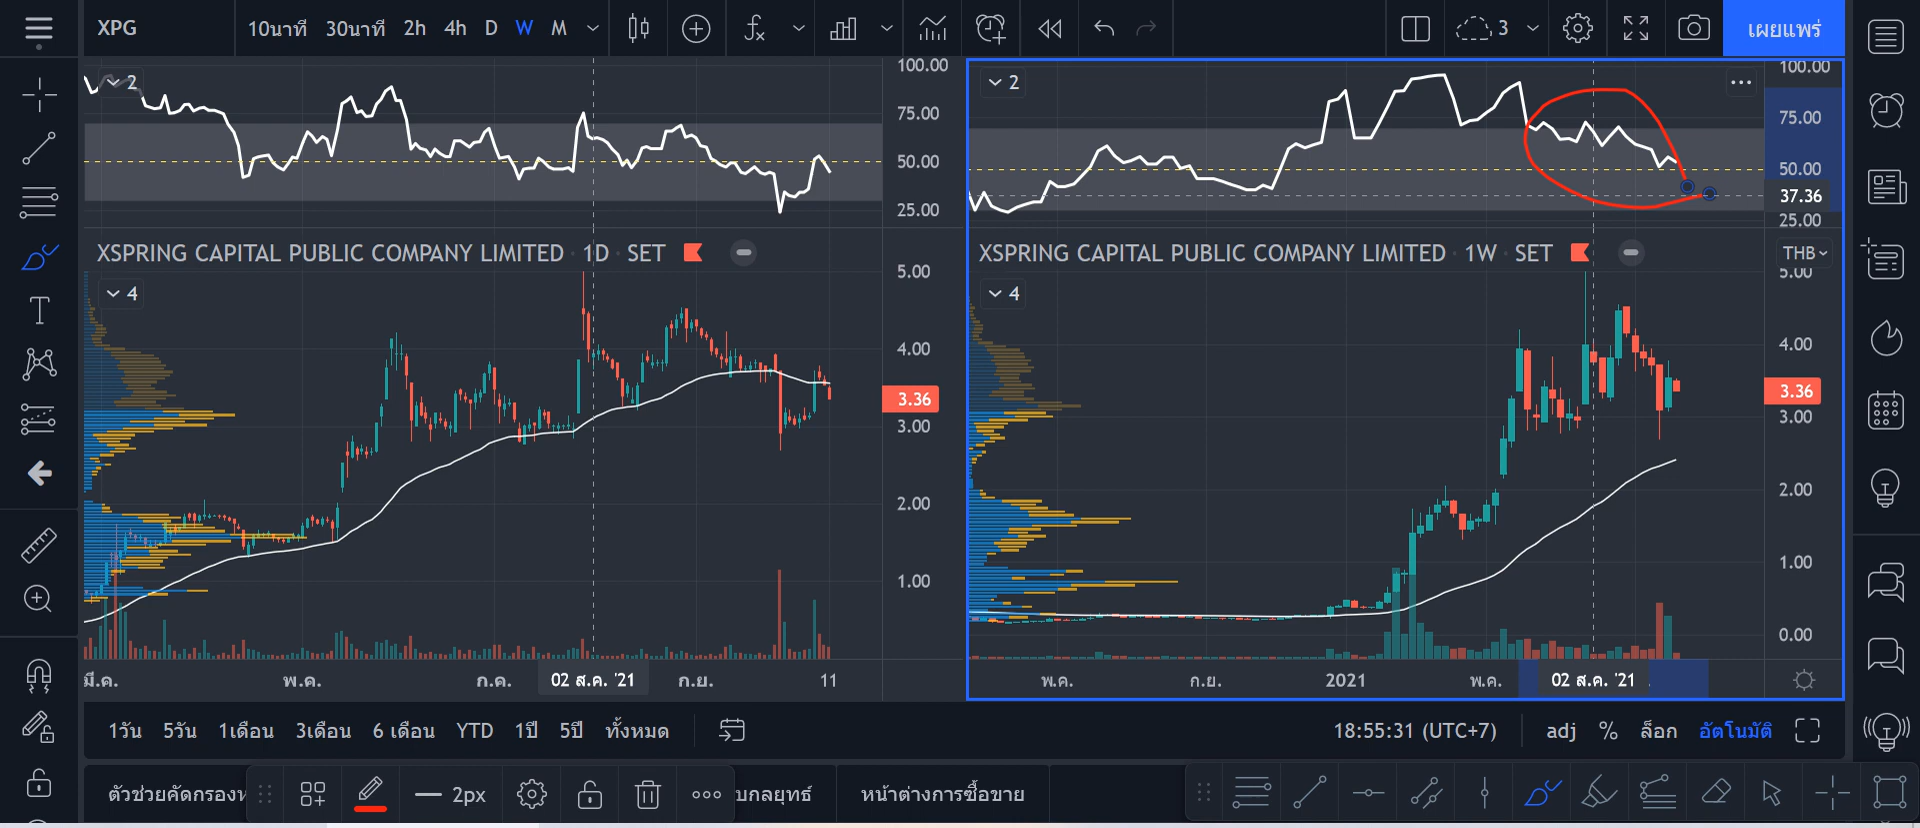 XPG
10นาที 30นาที 2h 4h D W M
3
เผยแพร่
2
100.00
75.00
50.00
25.00
XSPRING CAPITAL PUBLIC COMPANY LIMITED · 1D · SET
4
5.00
4.00
3.36
3.00
2.00
1.00
มี.ค. พ.ค. ก.ค. 02 ส.ค. '21 ก.ย. 11
2
100.00
75.00
50.00
37.36
25.00
XSPRING CAPITAL PUBLIC COMPANY LIMITED · 1W · SET
THB
4
5.00
4.00
3.36
3.00
2.00
1.00
0.00
พ.ค. ก.ย. 2021 พ.ค. 02 ส.ค. '21
1วัน 5วัน 1เดือน 3เดือน 6 เดือน YTD 1ปี 5ปี ทั้งหมด
18:55:31 (UTC+7) adj % ล็อก อัตโนมัติ
2px
หน้าต่างการซื้อขาย